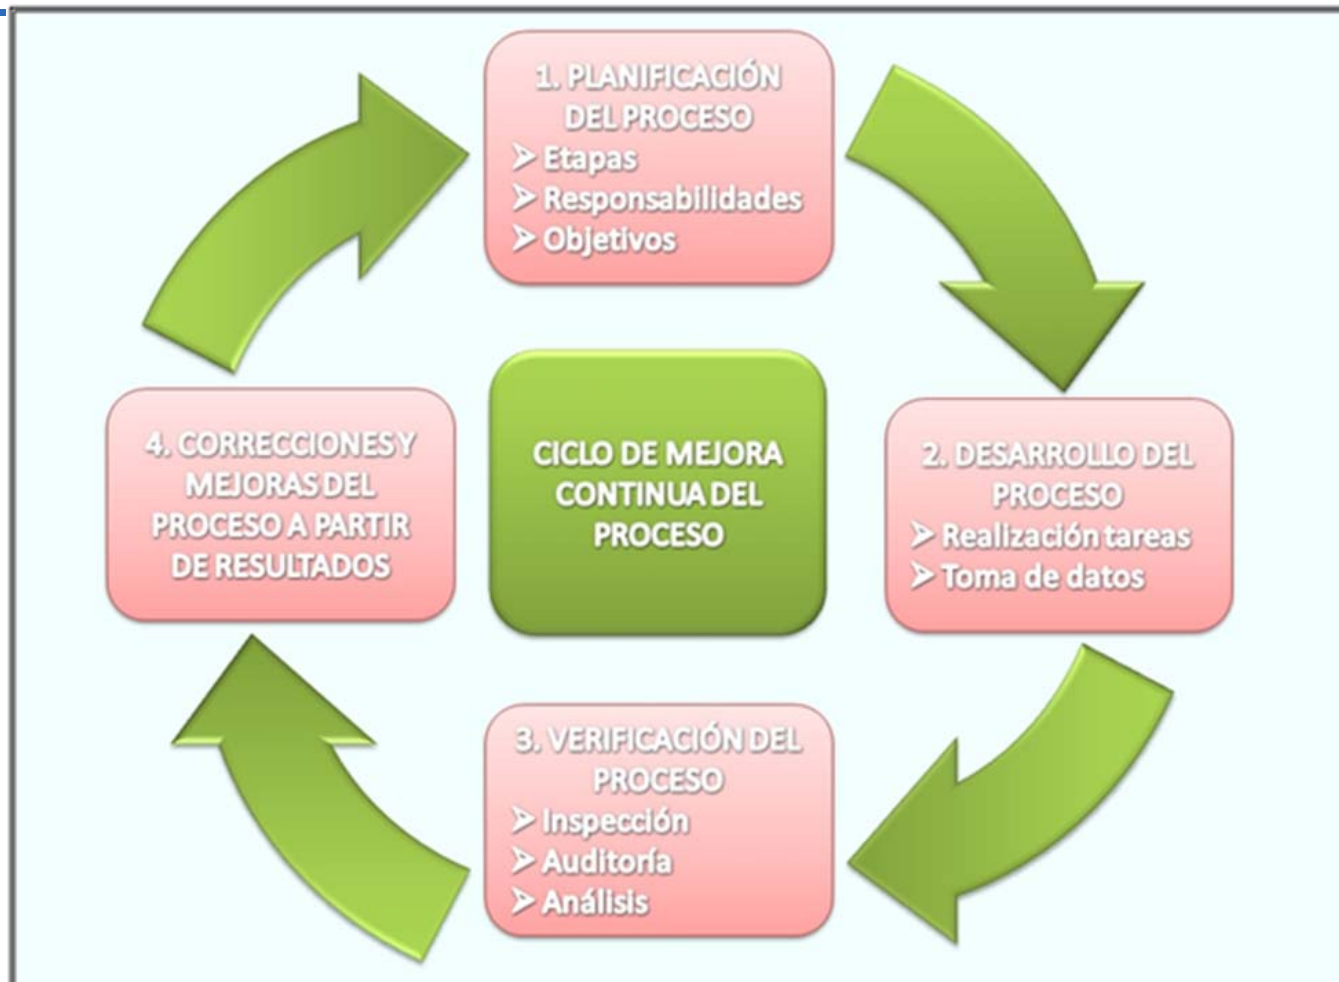 1. PLANIFICACIÓN
DEL PROCESO
➢ Etapas
➢ Responsabilidades
➢ Objetivos
2. DESARROLLO DEL
PROCESO
➢ Realización tareas
➢ Toma de datos
3. VERIFICACIÓN DEL
PROCESO
➢ Inspección
➢ Auditoría
➢ Análisis
4. CORRECCIONES Y
MEJORAS DEL
PROCESO A PARTIR
DE RESULTADOS
CICLO DE MEJORA
CONTINUA DEL
PROCESO